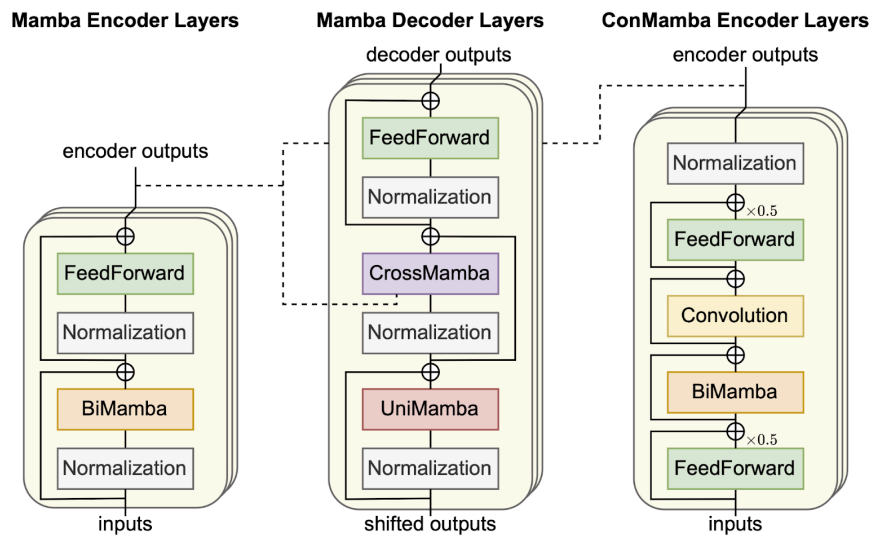 Mamba Encoder Layers
encoder outputs
FeedForward
Normalization
BiMamba
Normalization
inputs
Mamba Decoder Layers
decoder outputs
FeedForward
Normalization
CrossMamba
Normalization
UniMamba
Normalization
shifted outputs
ConMamba Encoder Layers
encoder outputs
Normalization
×0.5
FeedForward
Convolution
BiMamba
×0.5
FeedForward
inputs